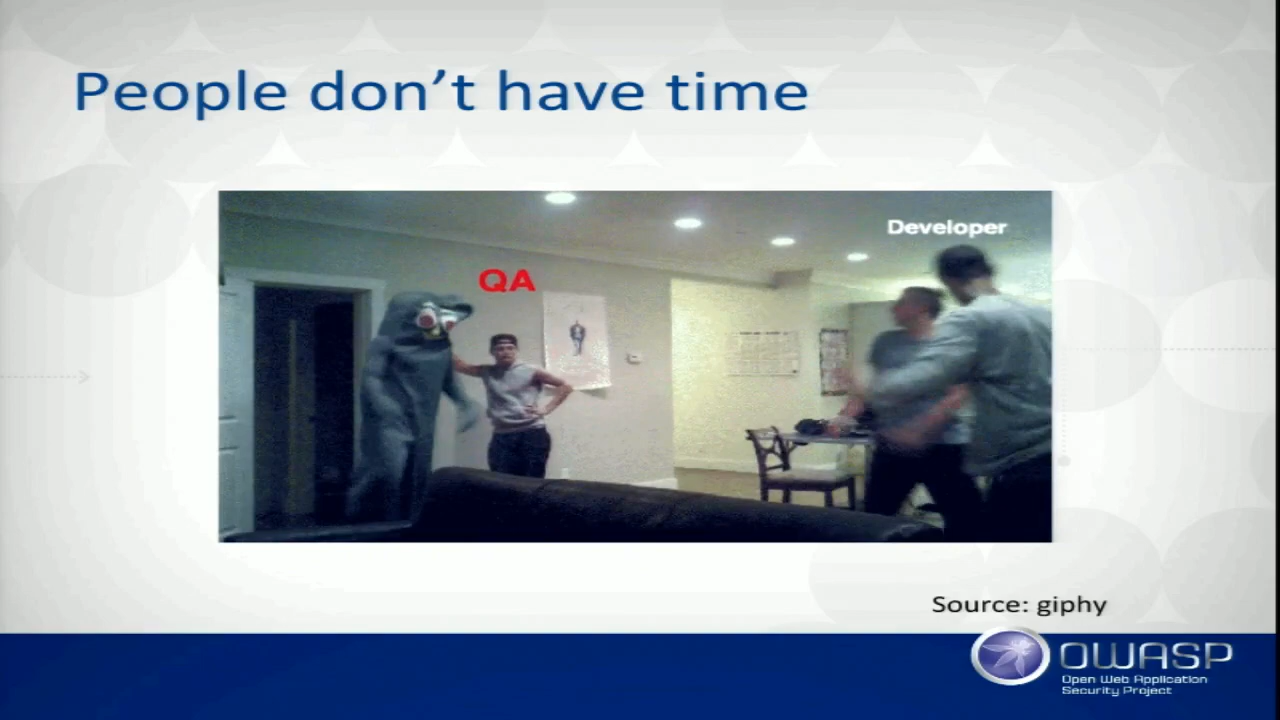 People don't have time
Developer
QA
Source: giphy
OWASP
Open Web Application
Security Project